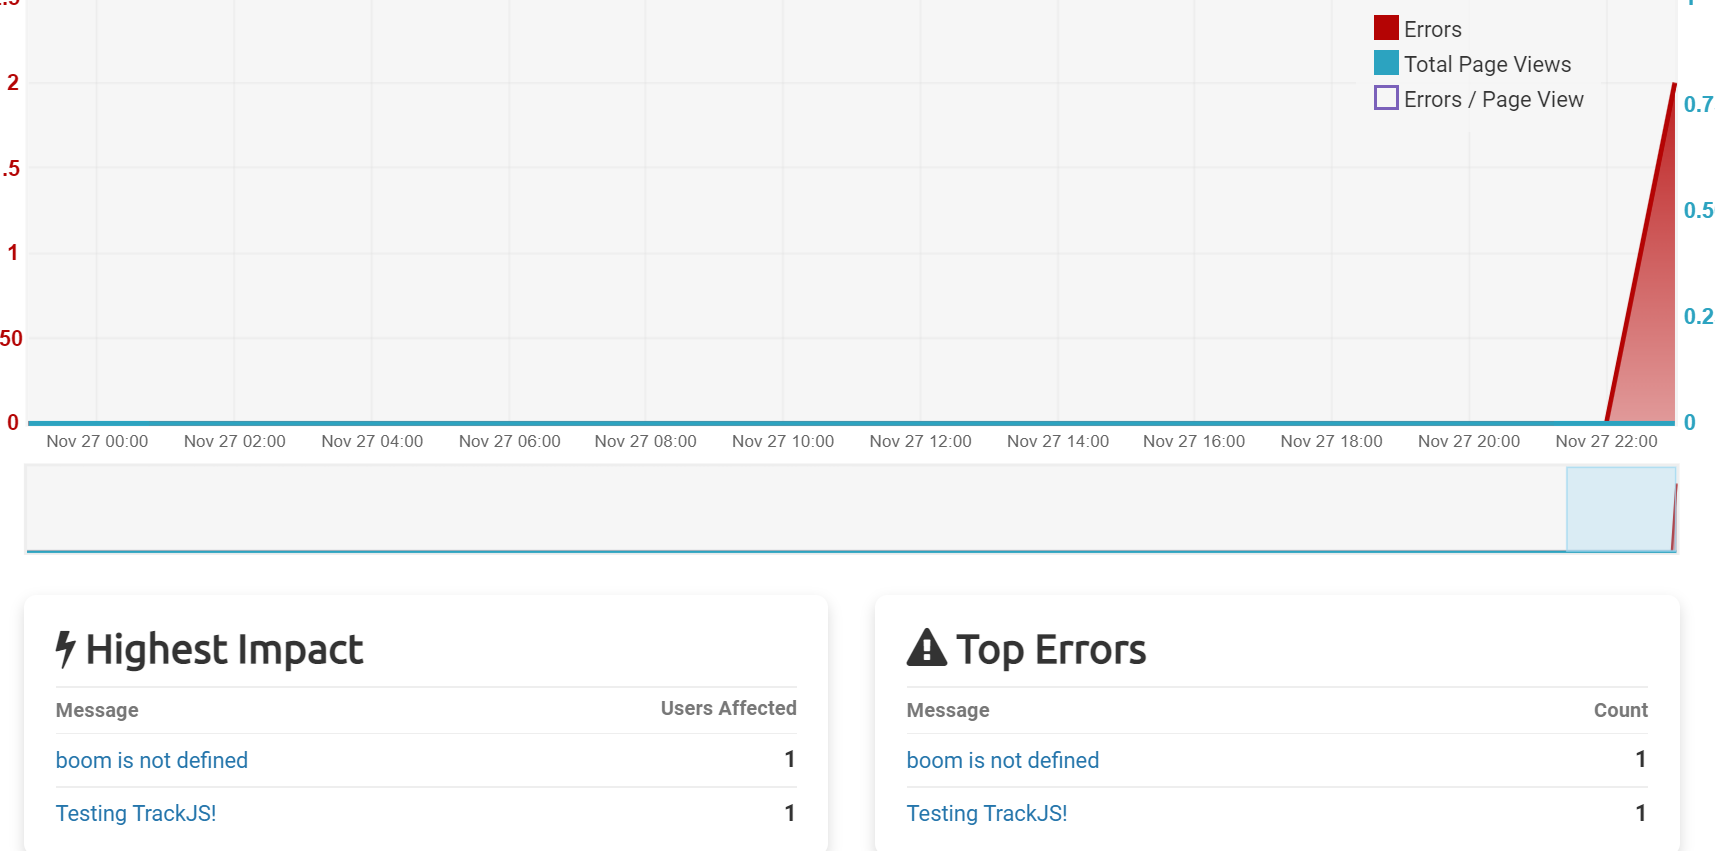 Errors
Total Page Views
Errors / Page View
2
.5
1
50
0
0.7
0.5
0.2
0
Nov 27 00:00 Nov 27 02:00 Nov 27 04:00 Nov 27 06:00 Nov 27 08:00 Nov 27 10:00 Nov 27 12:00 Nov 27 14:00 Nov 27 16:00 Nov 27 18:00 Nov 27 20:00 Nov 27 22:00
Highest Impact
Message Users Affected
boom is not defined 1
Testing TrackJS! 1
Top Errors
Message Count
boom is not defined 1
Testing TrackJS! 1